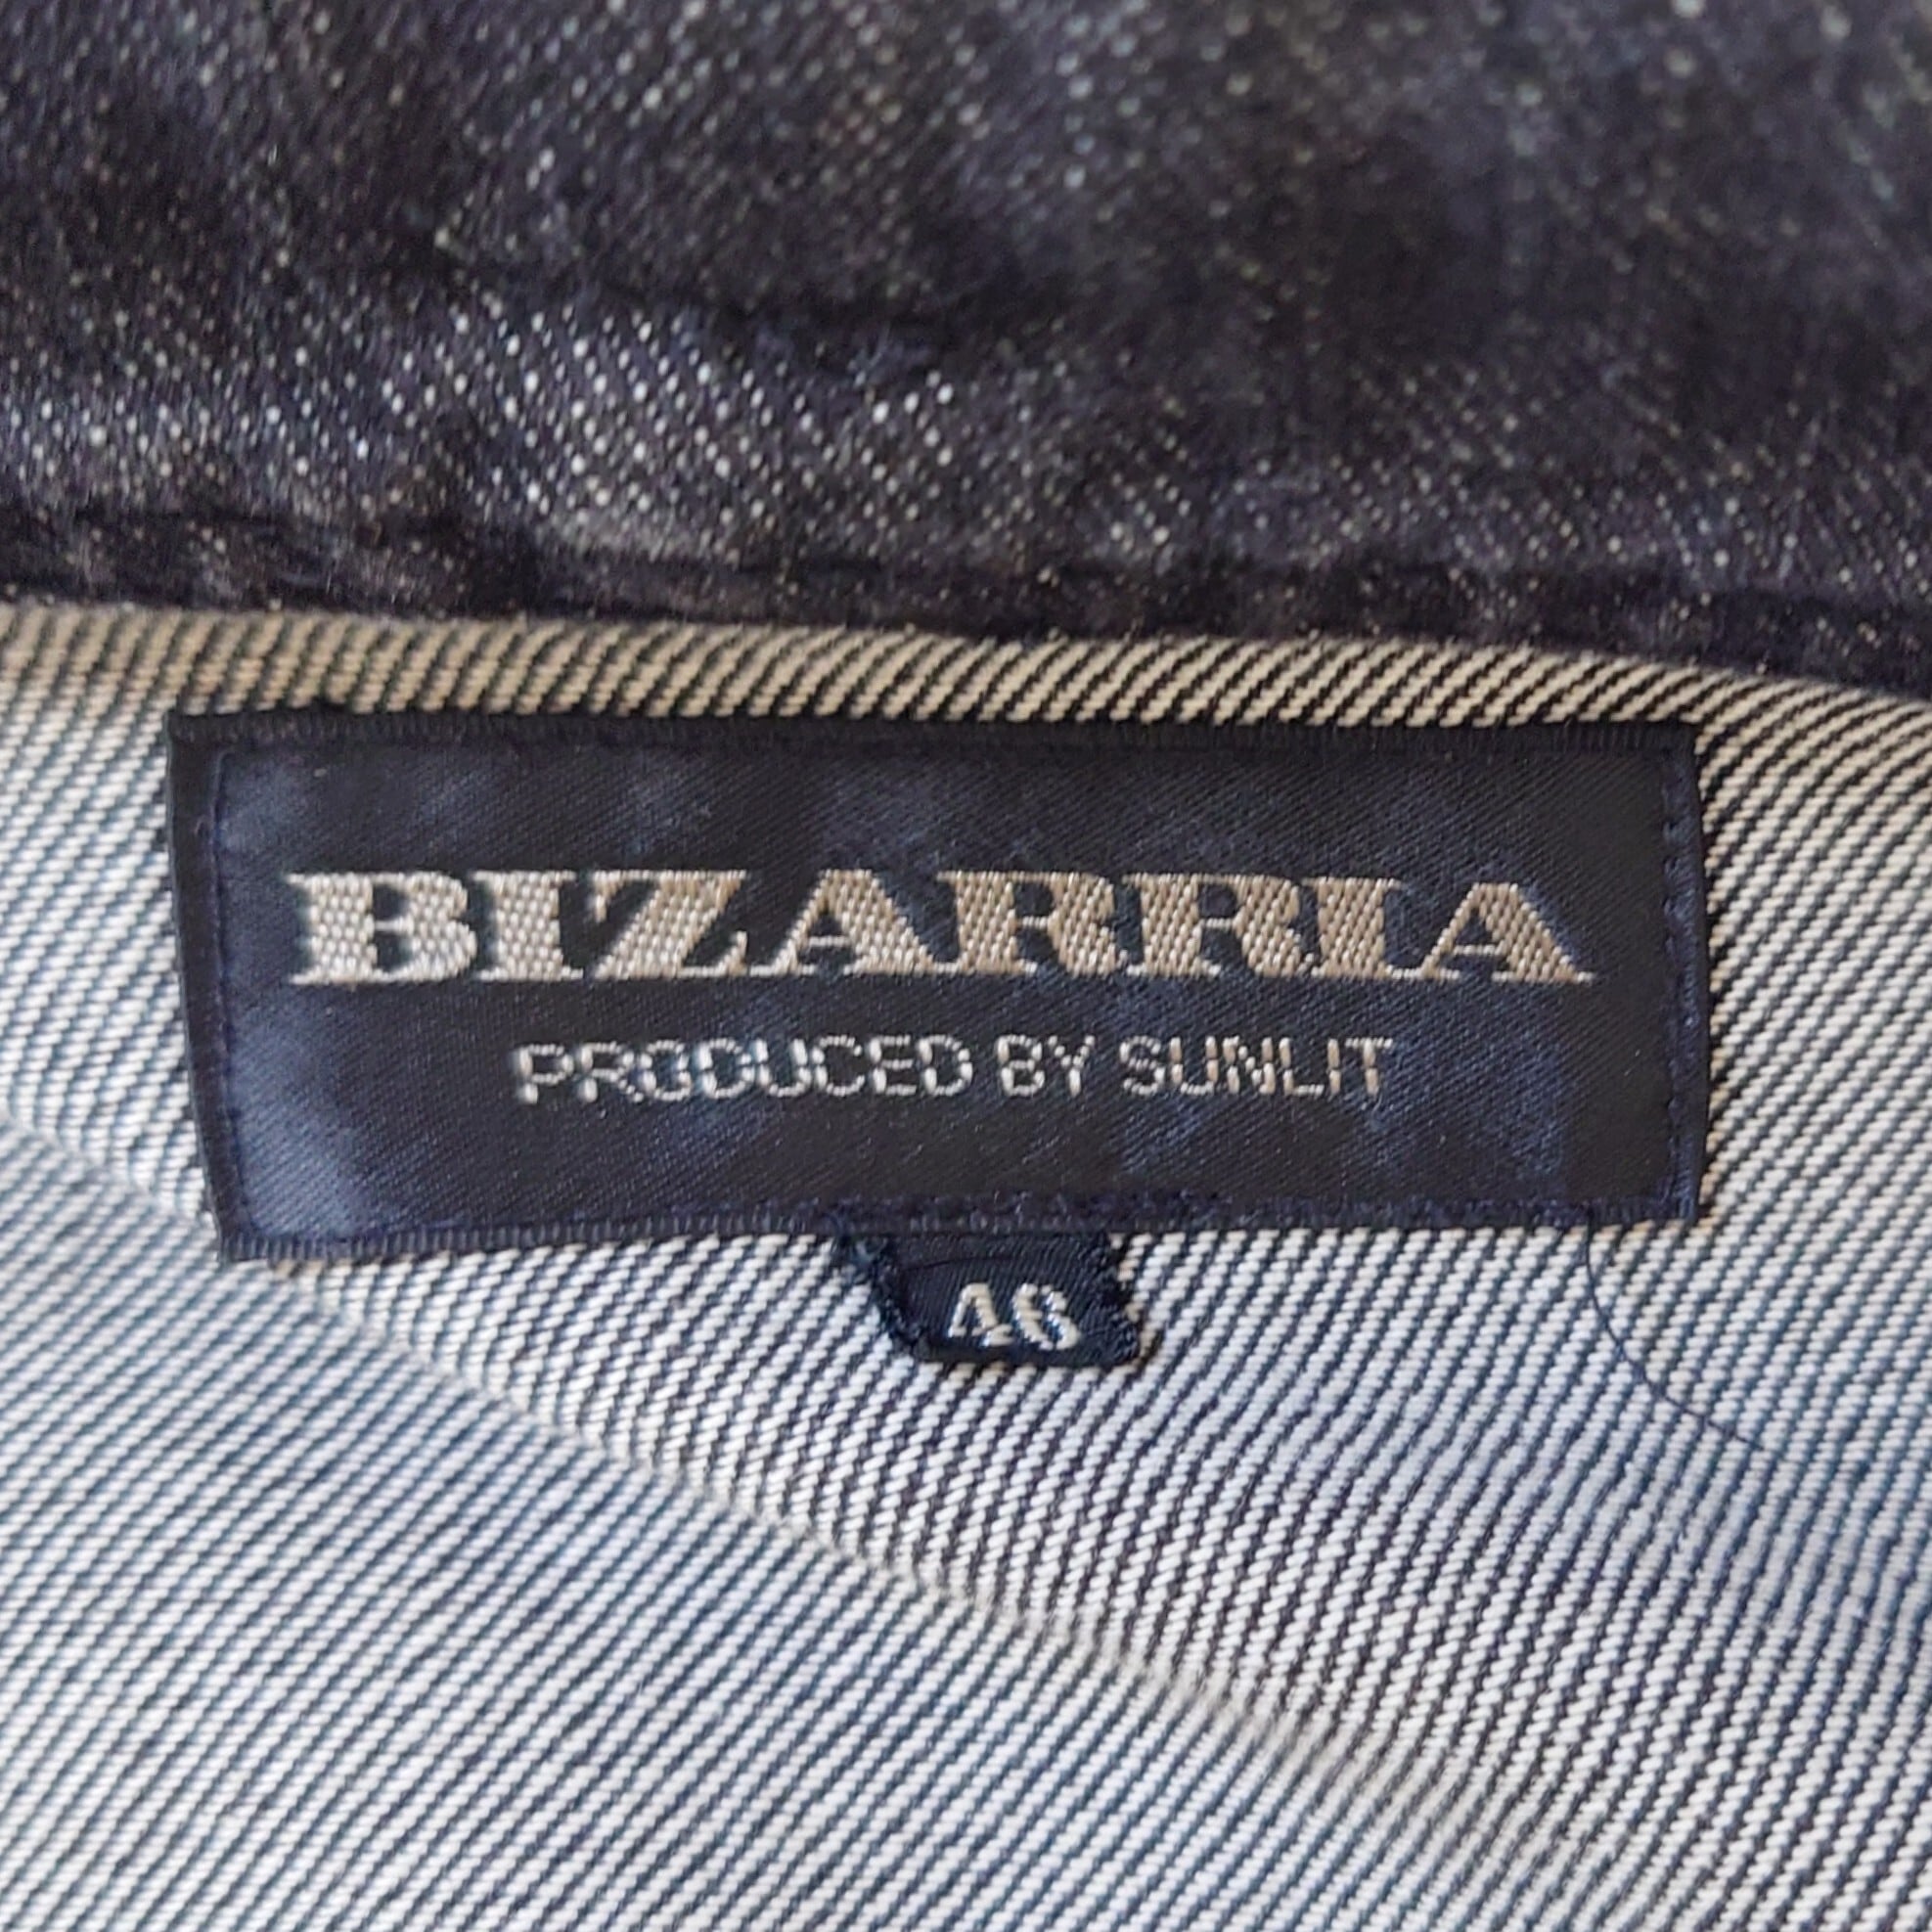 BIZARRIA
PRODUCED BY SUNLIT
46